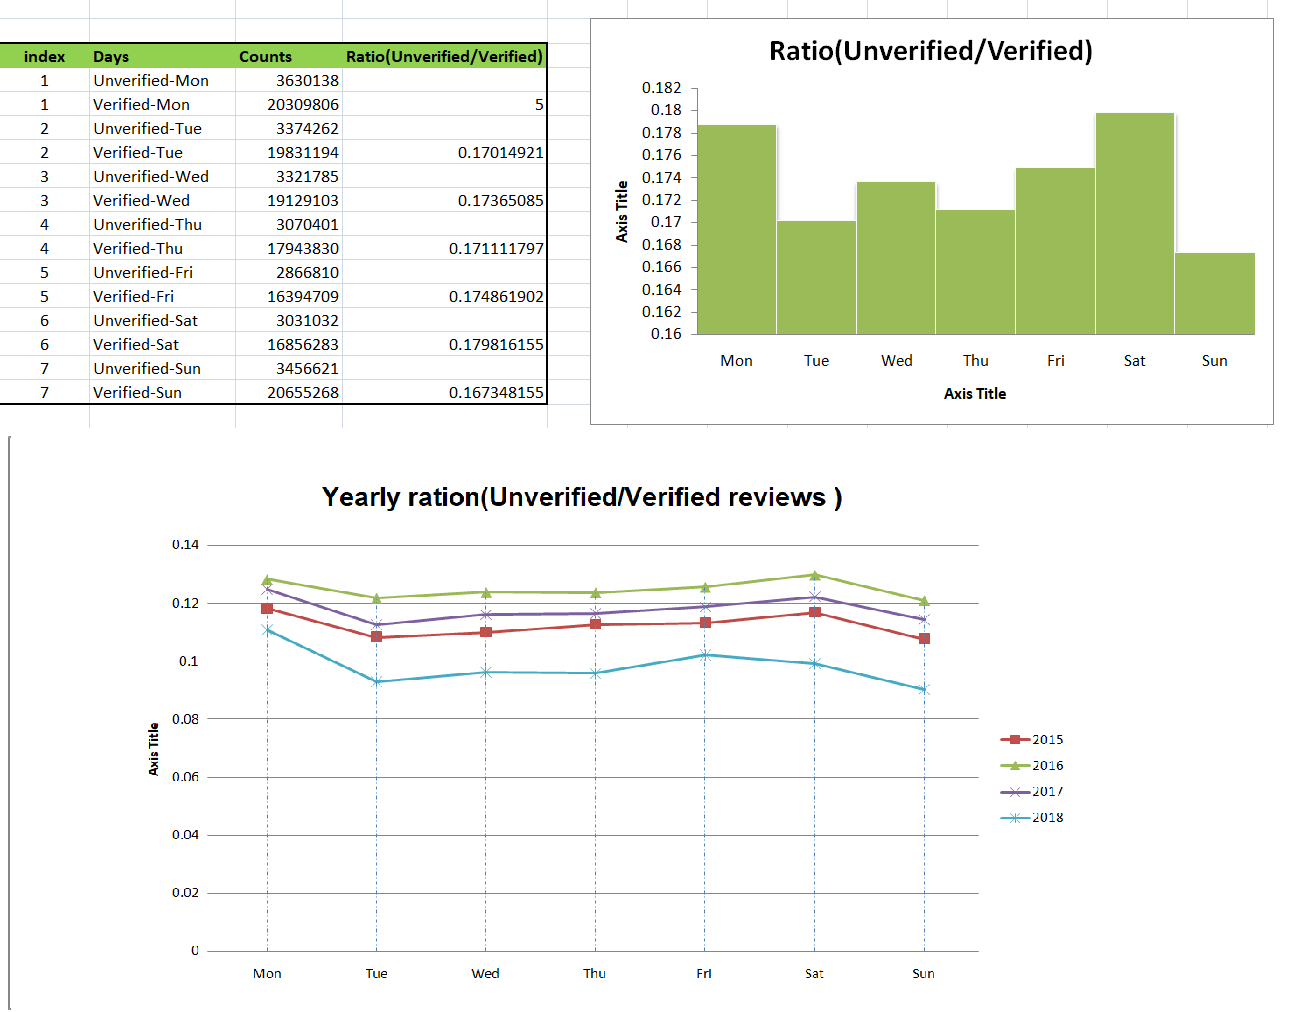 index Days Counts Ratio(Unverified/Verified)
1 Unverified-Mon 3630138
1 Verified-Mon 20309806 5
2 Unverified-Tue 3374262
2 Verified-Tue 19831194 0.17014921
3 Unverified-Wed 3321785
3 Verified-Wed 19129103 0.17365085
4 Unverified-Thu 3070401
4 Verified-Thu 17943830 0.171111797
5 Unverified-Fri 2866810
5 Verified-Fri 16394709 0.174861902
6 Unverified-Sat 3031032
6 Verified-Sat 16856283 0.179816155
7 Unverified-Sun 3456621
7 Verified-Sun 20655268 0.167348155
Ratio(Unverified/Verified)
0.182
0.18
0.178
0.176
0.174
0.172
0.17
0.168
0.166
0.164
0.162
0.16
Axis Title
Mon Tue Wed Thu Fri Sat Sun
Axis Title
Yearly ration(Unverified/Verified reviews )
0.14
0.12
0.1
0.08
0.06
0.04
0.02
0
Axis Title
Mon Tue Wed Thu Fri Sat Sun
2015
2016
2017
2018